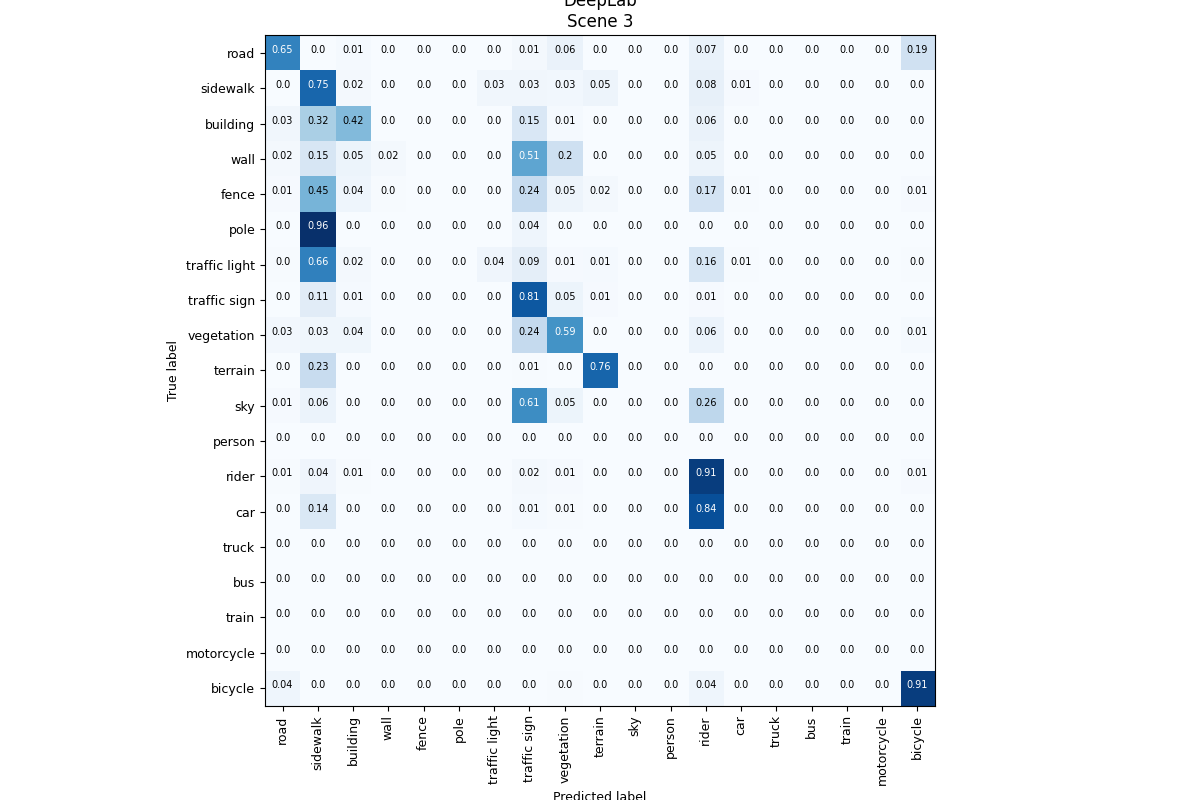 DeepLab
Scene 3
road 0.65 0.0 0.01 0.0 0.0 0.0 0.0 0.01 0.06 0.0 0.0 0.0 0.07 0.0 0.0 0.0 0.0 0.0 0.19
sidewalk 0.0 0.75 0.02 0.0 0.0 0.0 0.03 0.03 0.03 0.05 0.0 0.0 0.08 0.01 0.0 0.0 0.0 0.0 0.0
building 0.03 0.32 0.42 0.0 0.0 0.0 0.0 0.15 0.01 0.0 0.0 0.0 0.06 0.0 0.0 0.0 0.0 0.0 0.0
wall 0.02 0.15 0.05 0.02 0.0 0.0 0.0 0.51 0.2 0.0 0.0 0.0 0.05 0.0 0.0 0.0 0.0 0.0 0.0
fence 0.01 0.45 0.04 0.0 0.0 0.0 0.0 0.24 0.05 0.02 0.0 0.0 0.17 0.01 0.0 0.0 0.0 0.0 0.01
pole 0.0 0.96 0.0 0.0 0.0 0.0 0.0 0.04 0.0 0.0 0.0 0.0 0.0 0.0 0.0 0.0 0.0 0.0 0.0
traffic light 0.0 0.66 0.02 0.0 0.0 0.0 0.04 0.09 0.01 0.01 0.0 0.0 0.16 0.01 0.0 0.0 0.0 0.0 0.0
traffic sign 0.0 0.11 0.01 0.0 0.0 0.0 0.0 0.81 0.05 0.01 0.0 0.0 0.01 0.0 0.0 0.0 0.0 0.0 0.0
vegetation 0.03 0.03 0.04 0.0 0.0 0.0 0.0 0.24 0.59 0.0 0.0 0.0 0.06 0.0 0.0 0.0 0.0 0.0 0.01
terrain 0.0 0.23 0.0 0.0 0.0 0.0 0.0 0.01 0.0 0.76 0.0 0.0 0.0 0.0 0.0 0.0 0.0 0.0 0.0
sky 0.01 0.06 0.0 0.0 0.0 0.0 0.0 0.61 0.05 0.0 0.0 0.0 0.26 0.0 0.0 0.0 0.0 0.0 0.0
person 0.0 0.0 0.0 0.0 0.0 0.0 0.0 0.0 0.0 0.0 0.0 0.0 0.0 0.0 0.0 0.0 0.0 0.0 0.0
rider 0.01 0.04 0.01 0.0 0.0 0.0 0.0 0.02 0.01 0.0 0.0 0.0 0.91 0.0 0.0 0.0 0.0 0.0 0.01
car 0.0 0.14 0.0 0.0 0.0 0.0 0.0 0.01 0.01 0.0 0.0 0.0 0.84 0.0 0.0 0.0 0.0 0.0 0.0
truck 0.0 0.0 0.0 0.0 0.0 0.0 0.0 0.0 0.0 0.0 0.0 0.0 0.0 0.0 0.0 0.0 0.0 0.0 0.0
bus 0.0 0.0 0.0 0.0 0.0 0.0 0.0 0.0 0.0 0.0 0.0 0.0 0.0 0.0 0.0 0.0 0.0 0.0 0.0
train 0.0 0.0 0.0 0.0 0.0 0.0 0.0 0.0 0.0 0.0 0.0 0.0 0.0 0.0 0.0 0.0 0.0 0.0 0.0
motorcycle 0.0 0.0 0.0 0.0 0.0 0.0 0.0 0.0 0.0 0.0 0.0 0.0 0.0 0.0 0.0 0.0 0.0 0.0 0.0
bicycle 0.04 0.0 0.0 0.0 0.0 0.0 0.0 0.0 0.0 0.0 0.0 0.0 0.04 0.0 0.0 0.0 0.0 0.0 0.91
True label
road sidewalk building wall fence pole traffic light traffic sign vegetation terrain sky person rider car truck bus train motorcycle bicycle
Predicted label